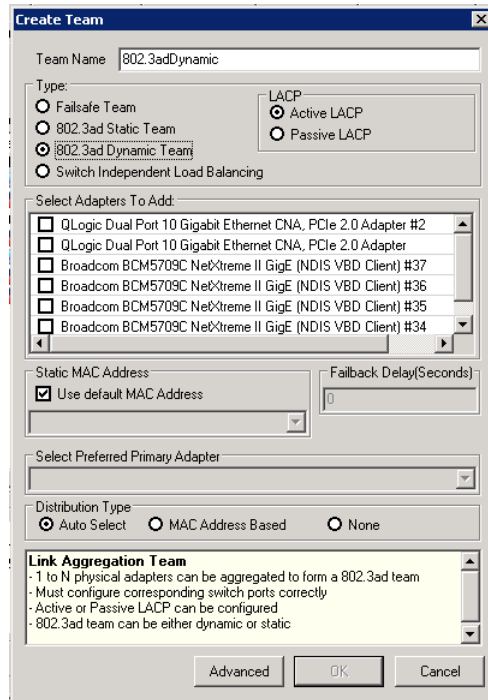 Create Team
Team Name 802.3adDynamic
Type:
Failsafe Team
802.3ad Static Team
802.3ad Dynamic Team
Switch Independent Load Balancing
LACP
Active LACP
Passive LACP
Select Adapters To Add:
QLogic Dual Port 10 Gigabit Ethernet CNA, PCIe 2.0 Adapter #2
QLogic Dual Port 10 Gigabit Ethernet CNA, PCIe 2.0 Adapter
Broadcom BCM5709C NetXtreme II GigE (NDIS VBD Client) #37
Broadcom BCM5709C NetXtreme II GigE (NDIS VBD Client) #36
Broadcom BCM5709C NetXtreme II GigE (NDIS VBD Client) #35
Broadcom BCM5709C NetXtreme II GigE (NDIS VBD Client) #34
Static MAC Address
Use default MAC Address
Failback Delay(Seconds)
0
Select Preferred Primary Adapter
Distribution Type
Auto Select MAC Address Based None
Link Aggregation Team
- 1 to N physical adapters can be aggregated to form a 802.3ad team
- Must configure corresponding switch ports correctly
- Active or Passive LACP can be configured
- 802.3ad team can be either dynamic or static
Advanced OK Cancel